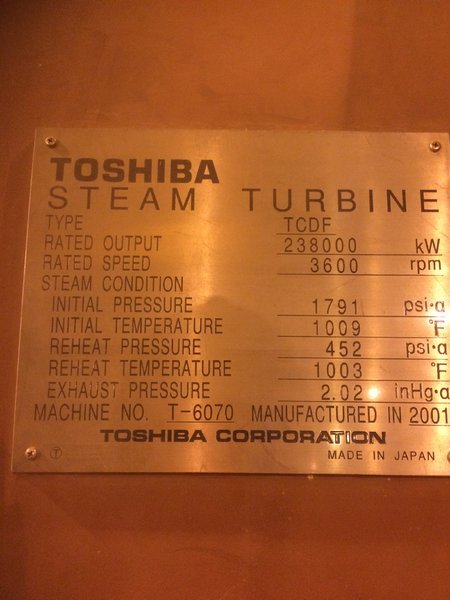 TOSHIBA
STEAM TURBINE
TYPE TCDF
RATED OUTPUT 238000 kW
RATED SPEED 3600 rpm
STEAM CONDITION
INITIAL PRESSURE 1791 psi·a
INITIAL TEMPERATURE 1009 °F
REHEAT PRESSURE 452 psi·a
REHEAT TEMPERATURE 1003 °F
EXHAUST PRESSURE 2.02 inHg·a
MACHINE NO. T-6070 MANUFACTURED IN 2001
TOSHIBA CORPORATION
T MADE IN JAPAN